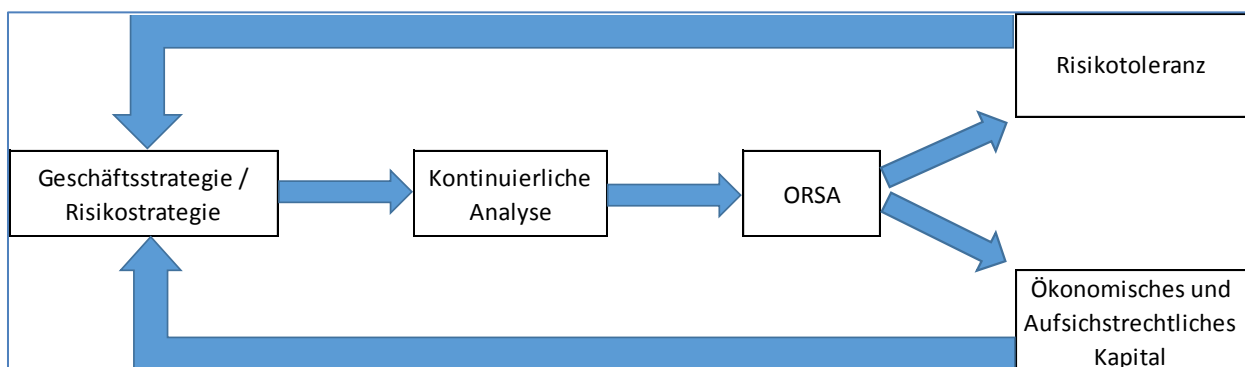 Risikotoleranz
Geschäftsstrategie /
Risikostrategie
Kontinuierliche
Analyse
ORSA
Ökonomisches und
Aufsichstrechtliches
Kapital